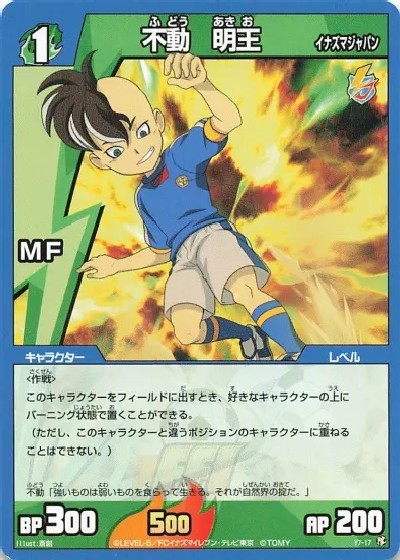 1
不動 明王
ふどう あきお
イナズマジャパン
MF
キャラクター
レベル
〈作戦〉
さくせん
このキャラクターをフィールドに出すとき、好きなキャラクターの上に
バーニング状態で置くことができる。
(ただし、このキャラクターと違うポジションのキャラクターに重ねる
ことはできない。)
不動「強いものは弱いものを食らって生きる。それが自然界の掟だ。」
BP300
500
AP 200
©LEVEL-5/FCイナズマイレブン・テレビ東京 ©TOMY